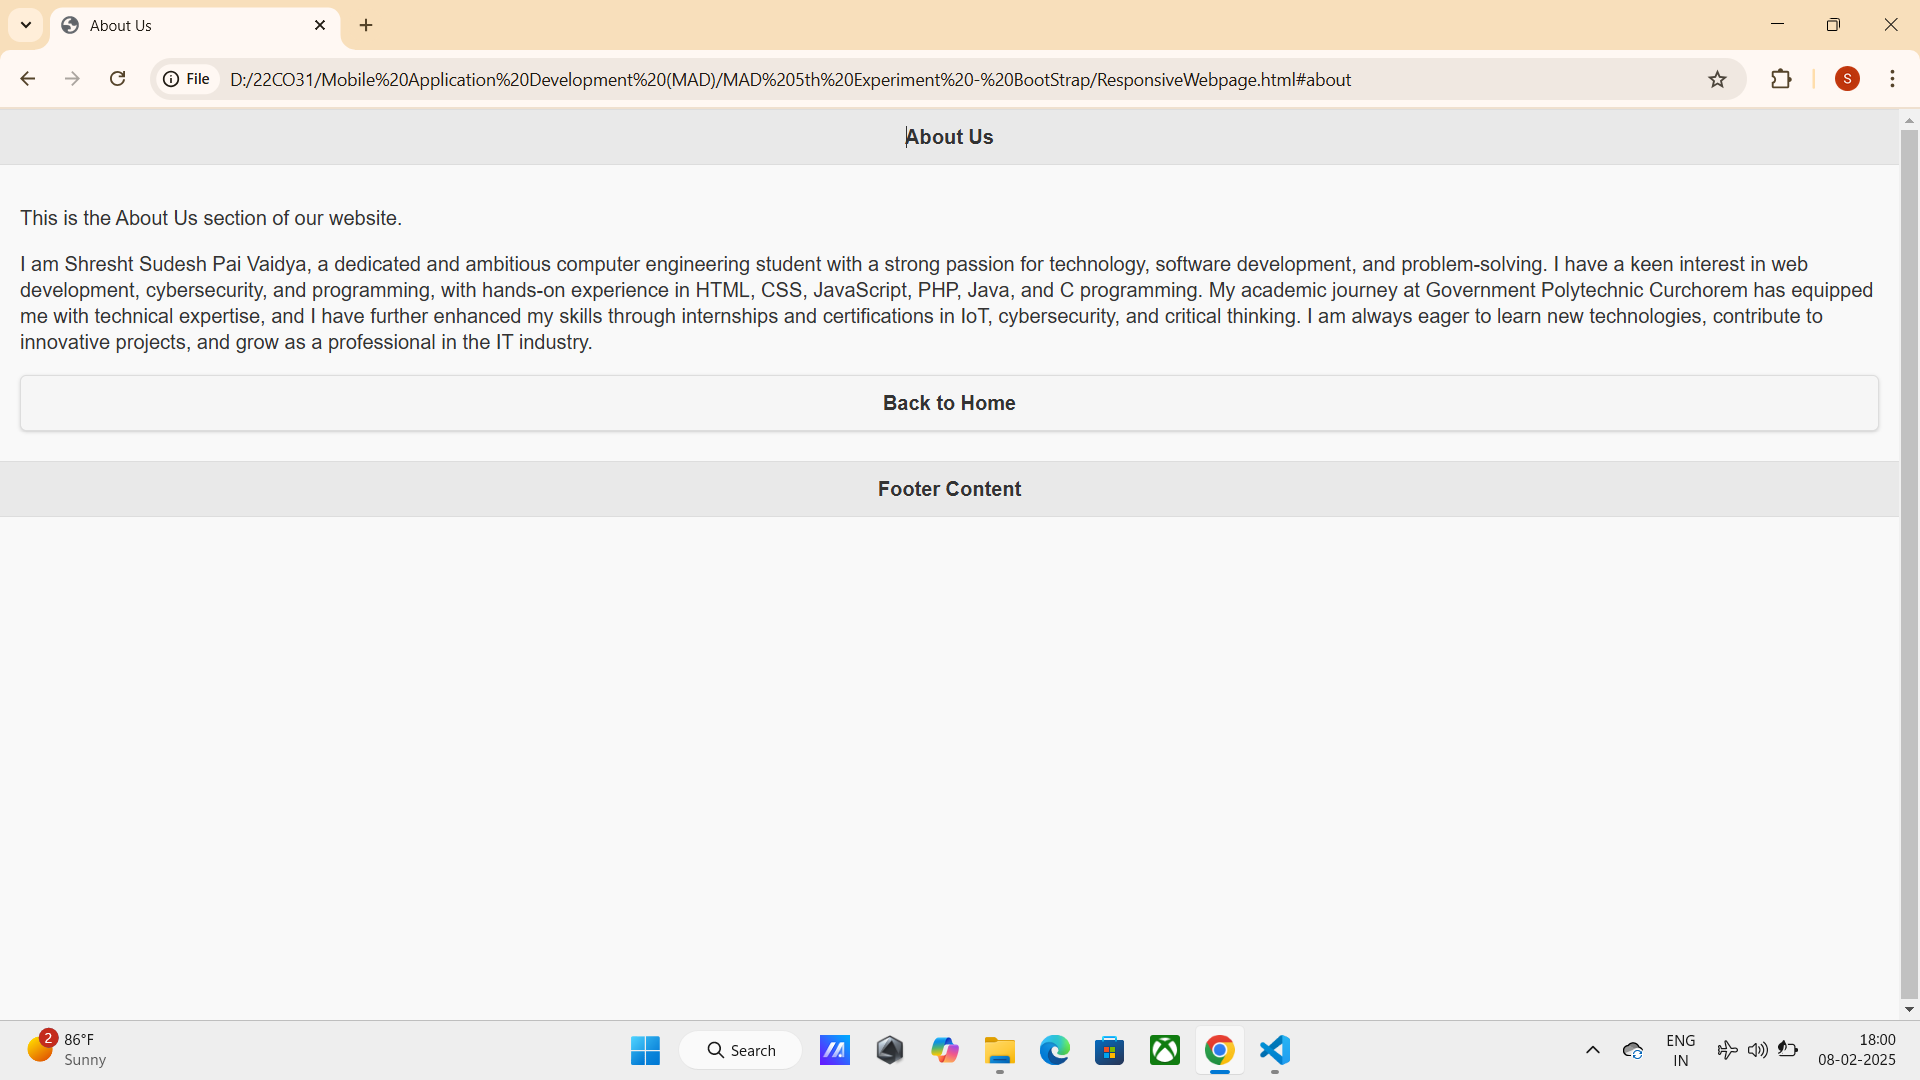 About Us
File
D:/22CO31/Mobile%20Application%20Development%20(MAD)/MAD%205th%20Experiment%20-%20BootStrap/ResponsiveWebpage.html#about
S
About Us
This is the About Us section of our website.
I am Shresht Sudesh Pai Vaidya, a dedicated and ambitious computer engineering student with a strong passion for technology, software development, and problem-solving. I have a keen interest in web
development, cybersecurity, and programming, with hands-on experience in HTML, CSS, JavaScript, PHP, Java, and C programming. My academic journey at Government Polytechnic Curchorem has equipped
me with technical expertise, and I have further enhanced my skills through internships and certifications in IoT, cybersecurity, and critical thinking. I am always eager to learn new technologies, contribute to
innovative projects, and grow as a professional in the IT industry.
Back to Home
Footer Content
2
86°F
Sunny
Search
ENG
IN
18:00
08-02-2025